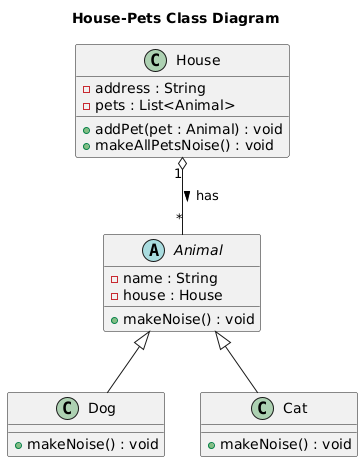 House-Pets Class Diagram
C House
address : String
pets : List<Animal>
addPet(pet : Animal) : void
makeAllPetsNoise() : void
1
has
*
A Animal
name : String
house : House
makeNoise() : void
C Dog
makeNoise() : void
C Cat
makeNoise() : void